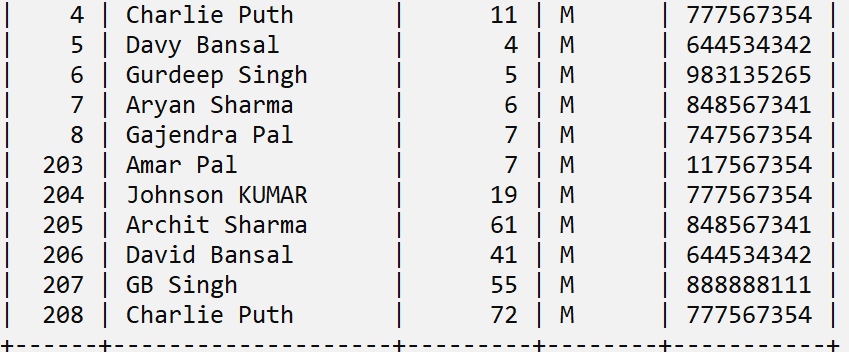 |    4 | Charlie Puth       |      11 | M      | 777567354 |
|    5 | Davy Bansal        |       4 | M      | 644534342 |
|    6 | Gurdeep Singh      |       5 | M      | 983135265 |
|    7 | Aryan Sharma       |       6 | M      | 848567341 |
|    8 | Gajendra Pal       |       7 | M      | 747567354 |
|  203 | Amar Pal           |       7 | M      | 117567354 |
|  204 | Johnson KUMAR      |      19 | M      | 777567354 |
|  205 | Archit Sharma      |      61 | M      | 848567341 |
|  206 | David Bansal       |      41 | M      | 644534342 |
|  207 | GB Singh           |      55 | M      | 888888111 |
|  208 | Charlie Puth       |      72 | M      | 777567354 |
+------+--------------------+---------+--------+-----------+